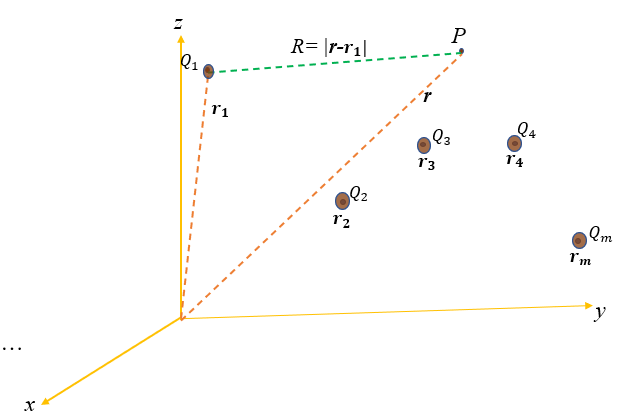 z
R= |r-r₁|
P
Q₁
r₁
r
Q₃
r₃
Q₄
r₄
Q₂
r₂
Qₘ
rₘ
y
…
x